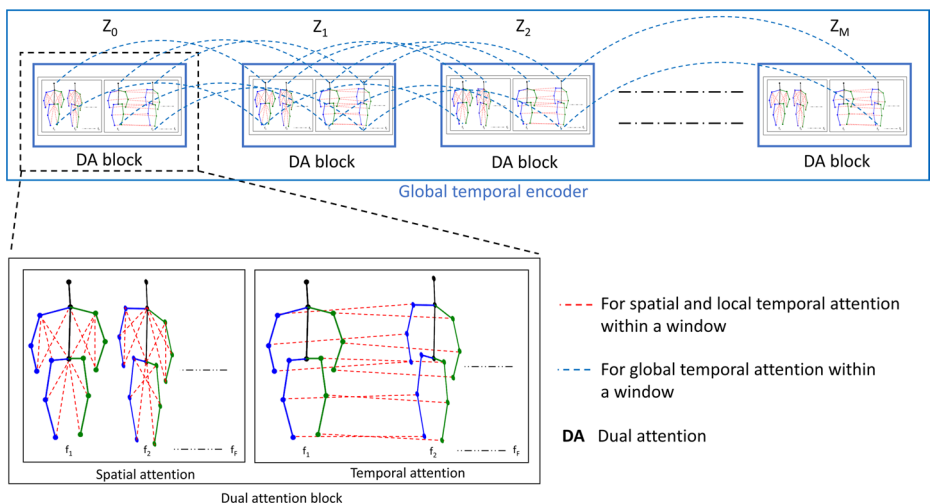 Z0 Z1 Z2 ZM
DA block DA block DA block DA block
Global temporal encoder
f1 f2 fF
Spatial attention
f1 f2 fF
Temporal attention
Dual attention block
For spatial and local temporal attention
within a window
For global temporal attention within
a window
DA Dual attention